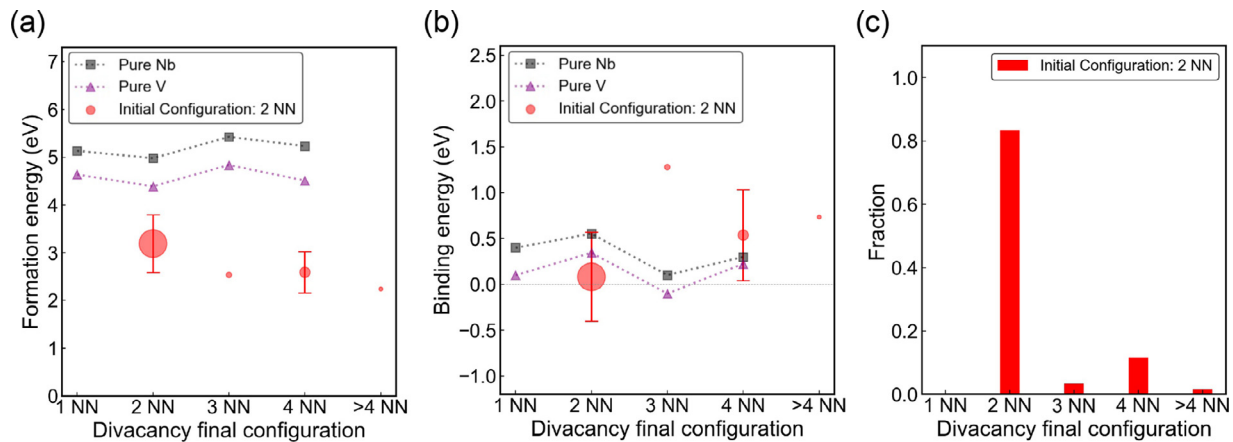 (a)
7
6
5
4
3
2
1
0
Formation energy (eV)
Pure Nb
Pure V
Initial Configuration: 2 NN
1 NN 2 NN 3 NN 4 NN >4 NN
Divacancy final configuration
(b)
2.5
2.0
1.5
1.0
0.5
0.0
−0.5
−1.0
Binding energy (eV)
Pure Nb
Pure V
Initial Configuration: 2 NN
1 NN 2 NN 3 NN 4 NN >4 NN
Divacancy final configuration
(c)
1.0
0.8
0.6
0.4
0.2
0.0
Fraction
Initial Configuration: 2 NN
1 NN 2 NN 3 NN 4 NN >4 NN
Divacancy final configuration